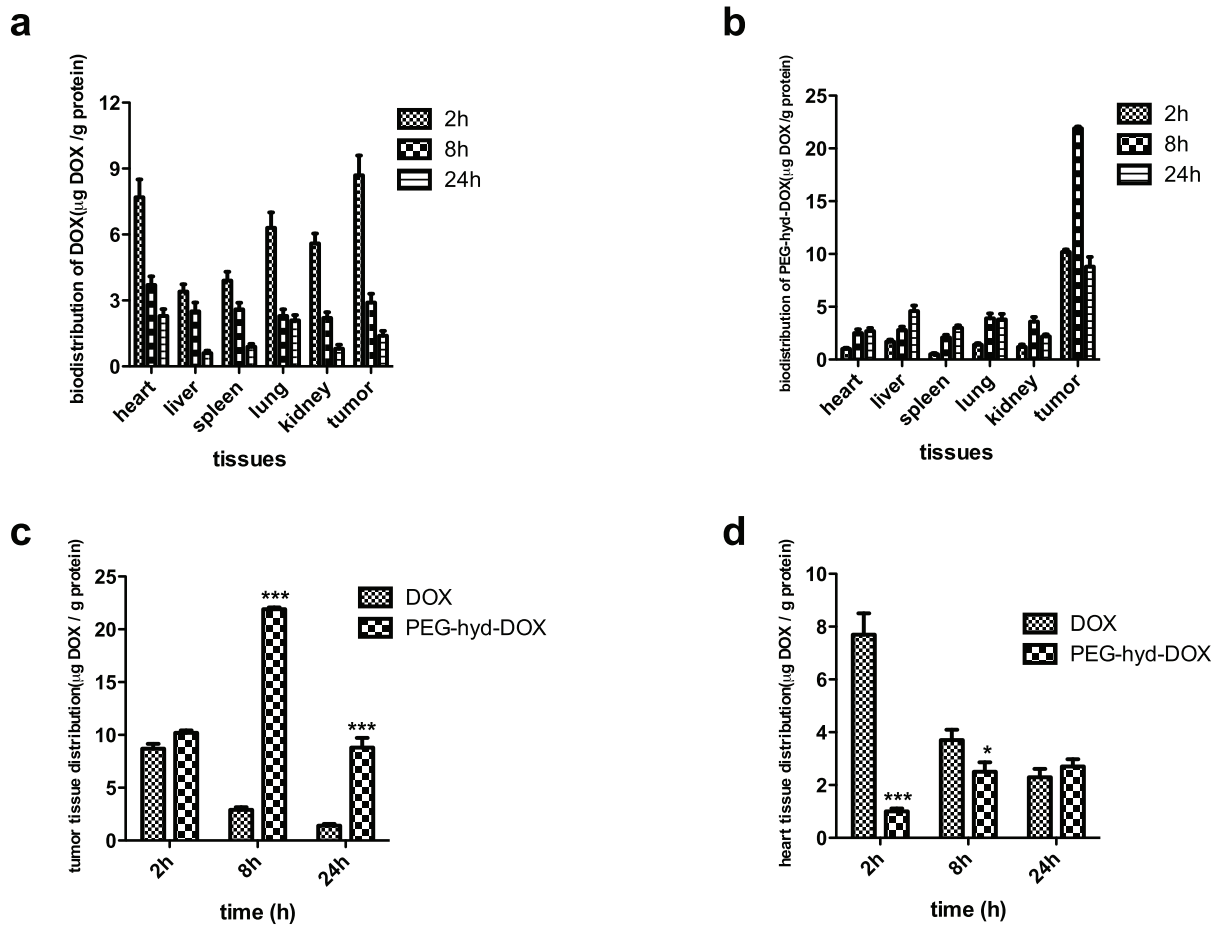 a
biodistribution of DOX(μg DOX /g protein)
12
9
6
3
0
heart
liver
spleen
lung
kidney
tumor
tissues
2h
8h
24h
b
biodistribution of PEG-hyd-DOX(μg DOX /g protein)
25
20
15
10
5
0
heart
liver
spleen
lung
kidney
tumor
tissues
2h
8h
24h
c
tumor tissue distribution(μg DOX / g protein)
25
20
15
10
5
0
***
***
2h
8h
24h
time (h)
DOX
PEG-hyd-DOX
d
heart tissue distribution(μg DOX / g protein)
10
8
6
4
2
0
***
*
2h
8h
24h
time (h)
DOX
PEG-hyd-DOX